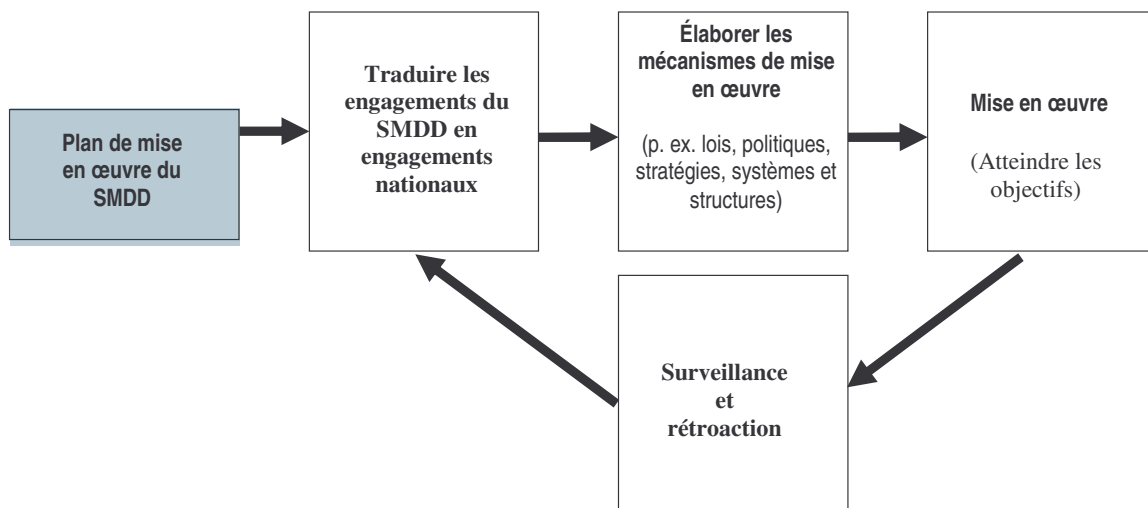 Plan de mise
en œuvre du
SMDD
Traduire les
engagements du
SMDD en
engagements
nationaux
Élaborer les
mécanismes de mise
en œuvre
(p. ex. lois, politiques,
stratégies, systèmes et
structures)
Mise en œuvre
(Atteindre les
objectifs)
Surveillance
et
rétroaction